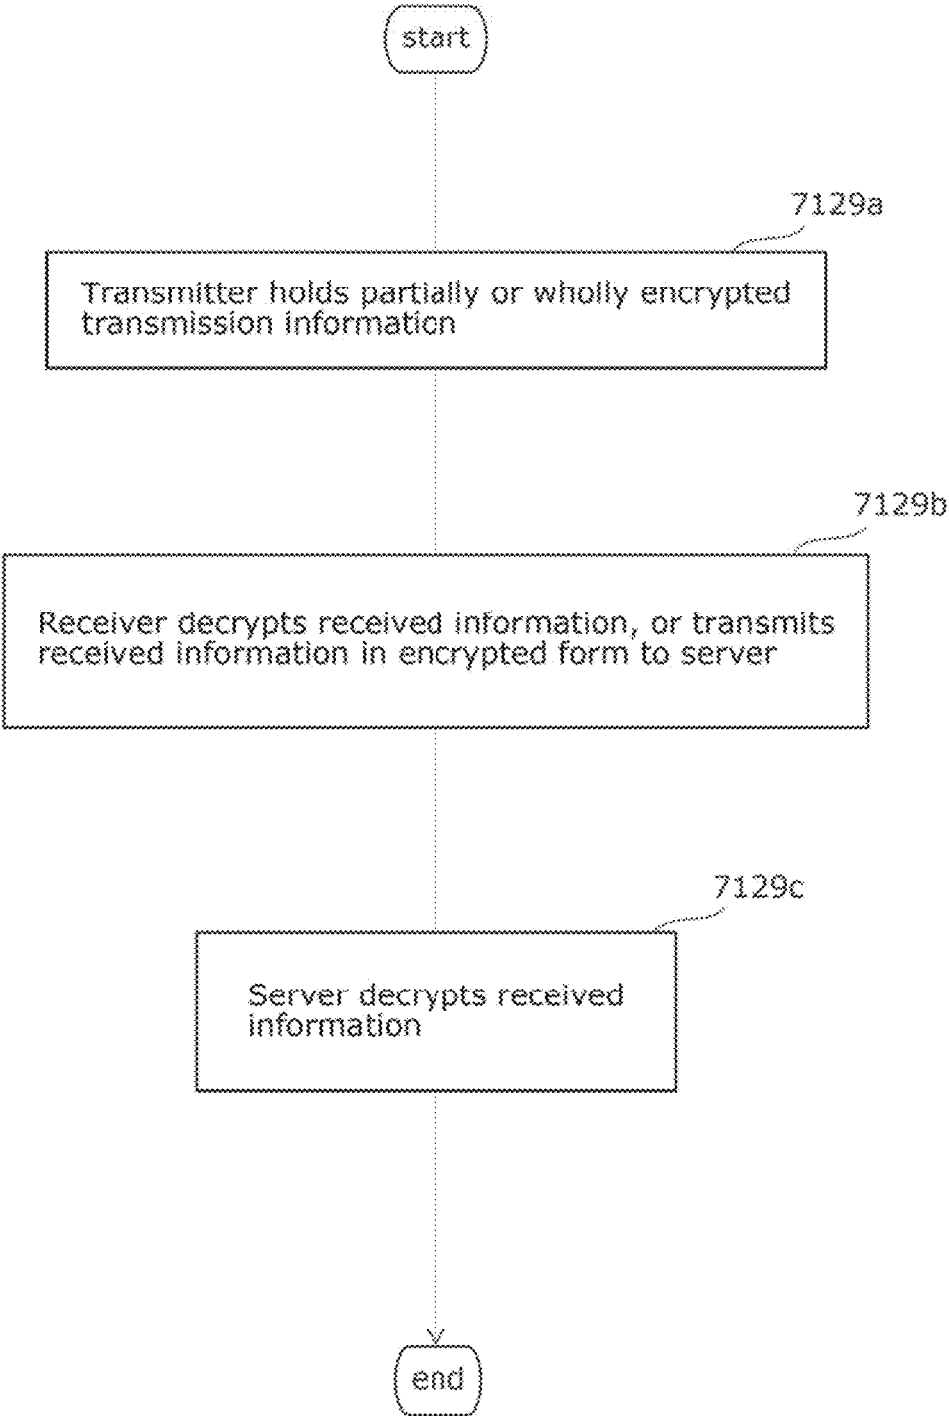 start
7129a
Transmitter holds partially or wholly encrypted
transmission information
7129b
Receiver decrypts received information, or transmits
received information in encrypted form to server
7129c
Server decrypts received
information
end